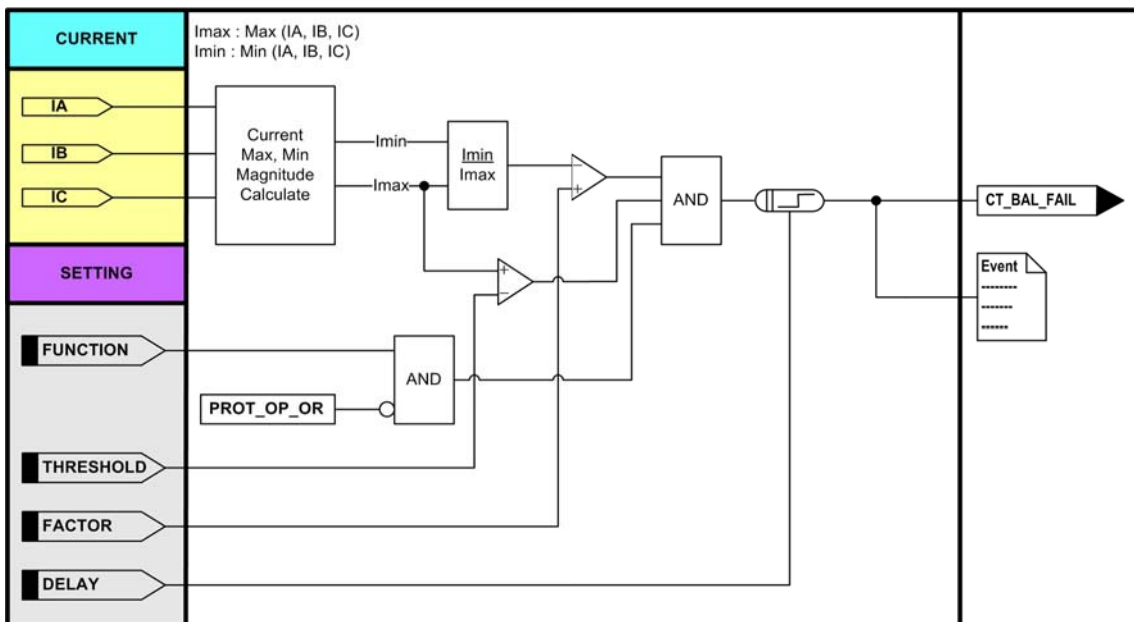 CURRENT
Imax : Max (IA, IB, IC)
Imin : Min (IA, IB, IC)
IA
IB
IC
Current
Max, Min
Magnitude
Calculate
Imin
Imax
Imin
Imax
AND
CT_BAL_FAIL
Event
SETTING
FUNCTION
AND
PROT_OP_OR
THRESHOLD
FACTOR
DELAY